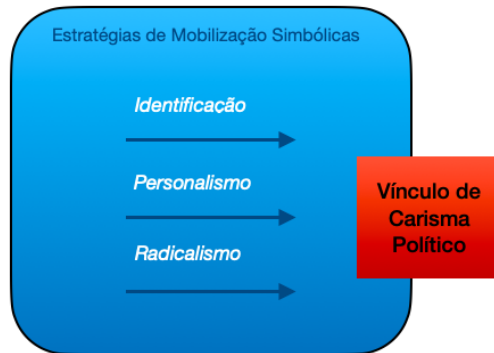 Estratégias de Mobilização Simbólicas
Identificação
Personalismo
Radicalismo
Vínculo de
Carisma
Político